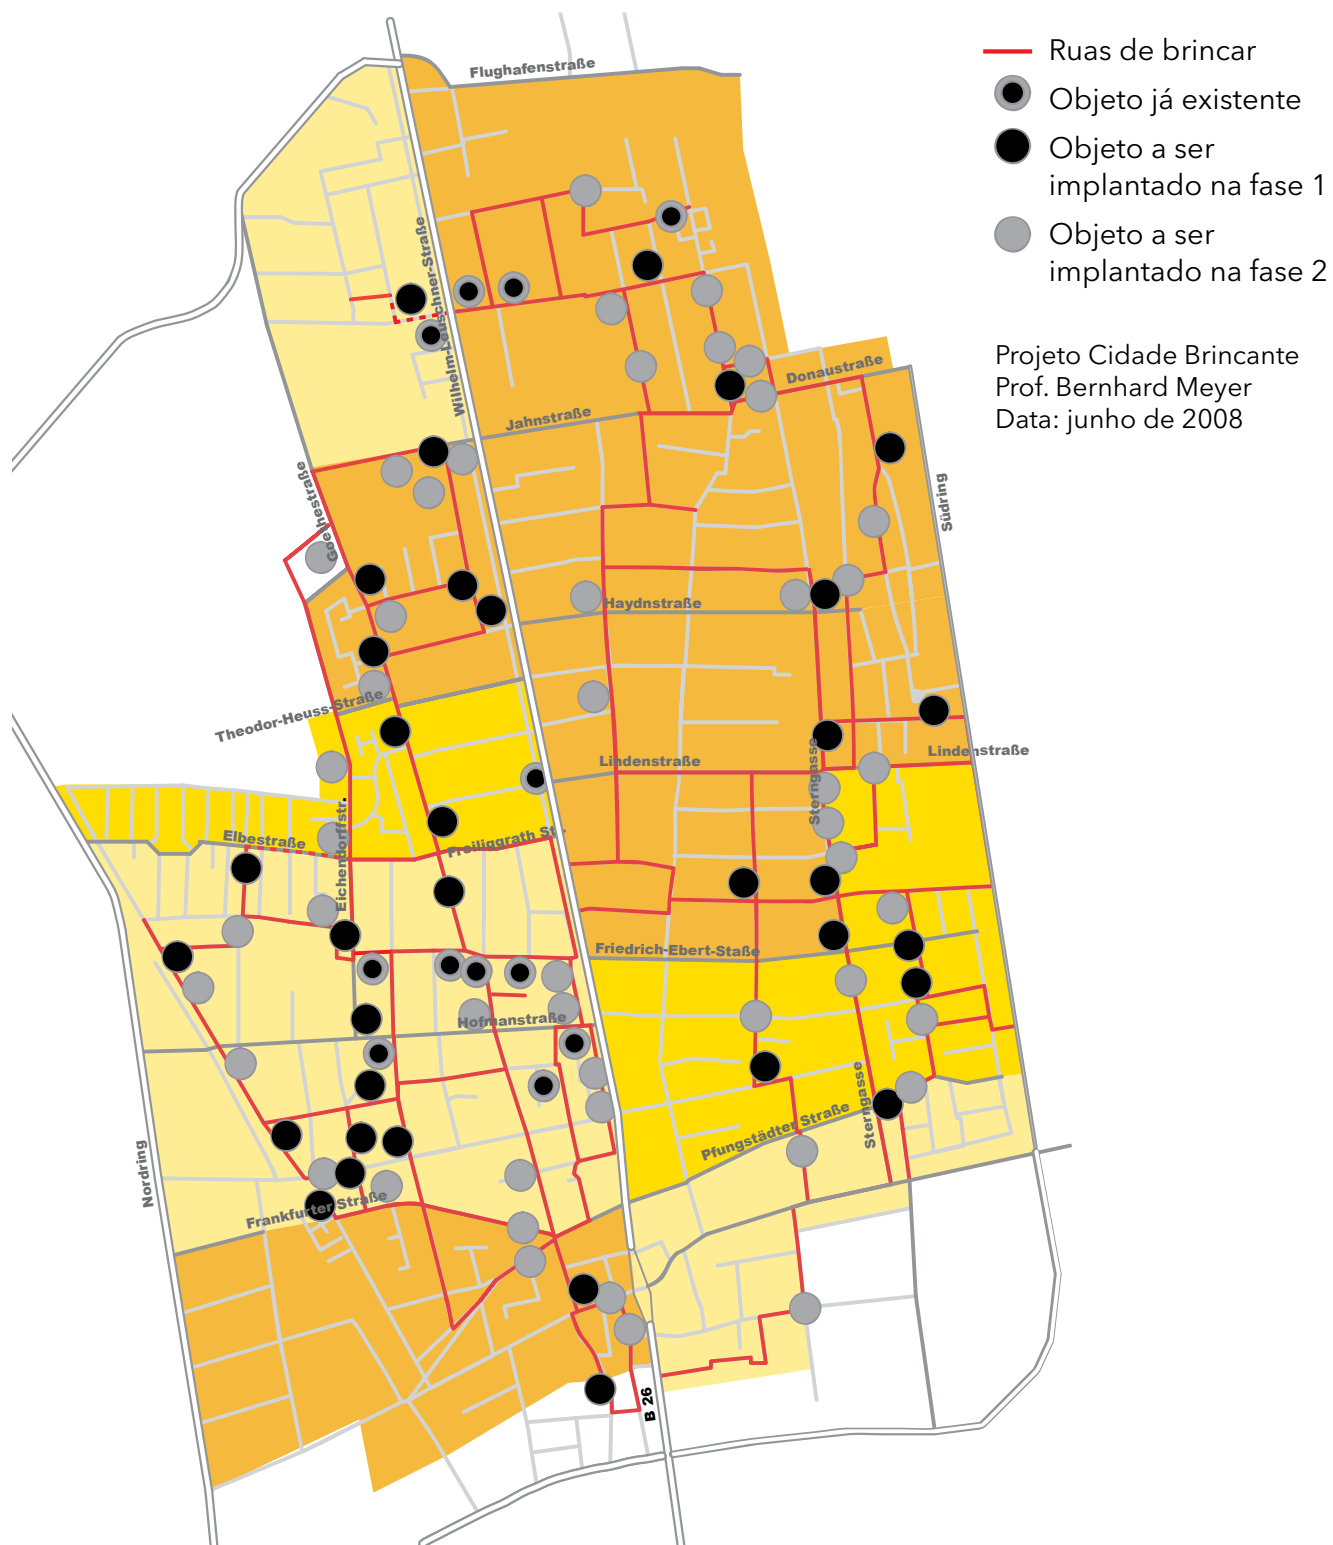 Flughafenstraße
Ruas de brincar
Objeto já existente
Objeto a ser
implantado na fase 1
Objeto a ser
implantado na fase 2
Projeto Cidade Brincante
Prof. Bernhard Meyer
Data: junho de 2008
Wilhelm-Leuschner-Straße
Donaustraße
Jahnstraße
Goethestraße
Südring
Haydnstraße
Theodor-Heuss-Straße
Lindenstraße
Lindenstraße
Sterngasse
Elbestraße
Eichendorffstr.
Freiliggrath Str.
Friedrich-Ebert-Staße
Hofmanstraße
Sterngasse
Pfungstädter Straße
Nordring
Frankfurter Straße
B 26